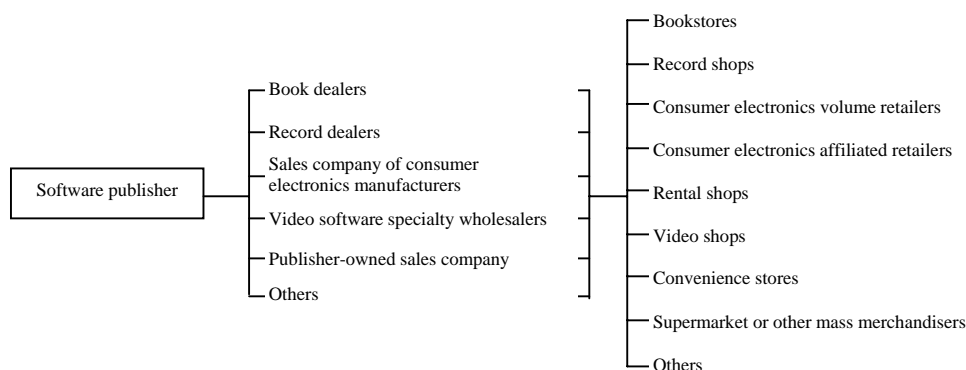 Software publisher
Book dealers
Record dealers
Sales company of consumer
electronics manufacturers
Video software specialty wholesalers
Publisher-owned sales company
Others
Bookstores
Record shops
Consumer electronics volume retailers
Consumer electronics affiliated retailers
Rental shops
Video shops
Convenience stores
Supermarket or other mass merchandisers
Others